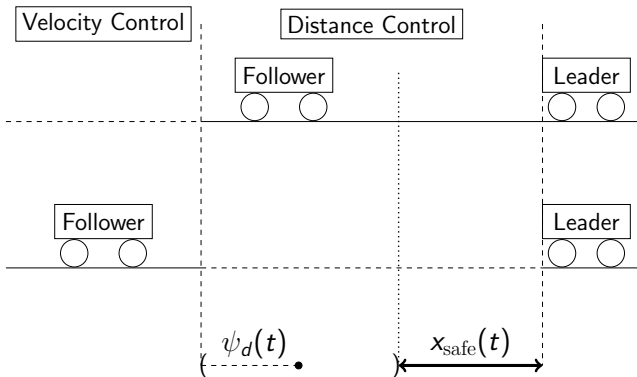 Velocity Control Distance Control
Follower Leader
Follower Leader
( ψ_d(t) ) x_safe(t)